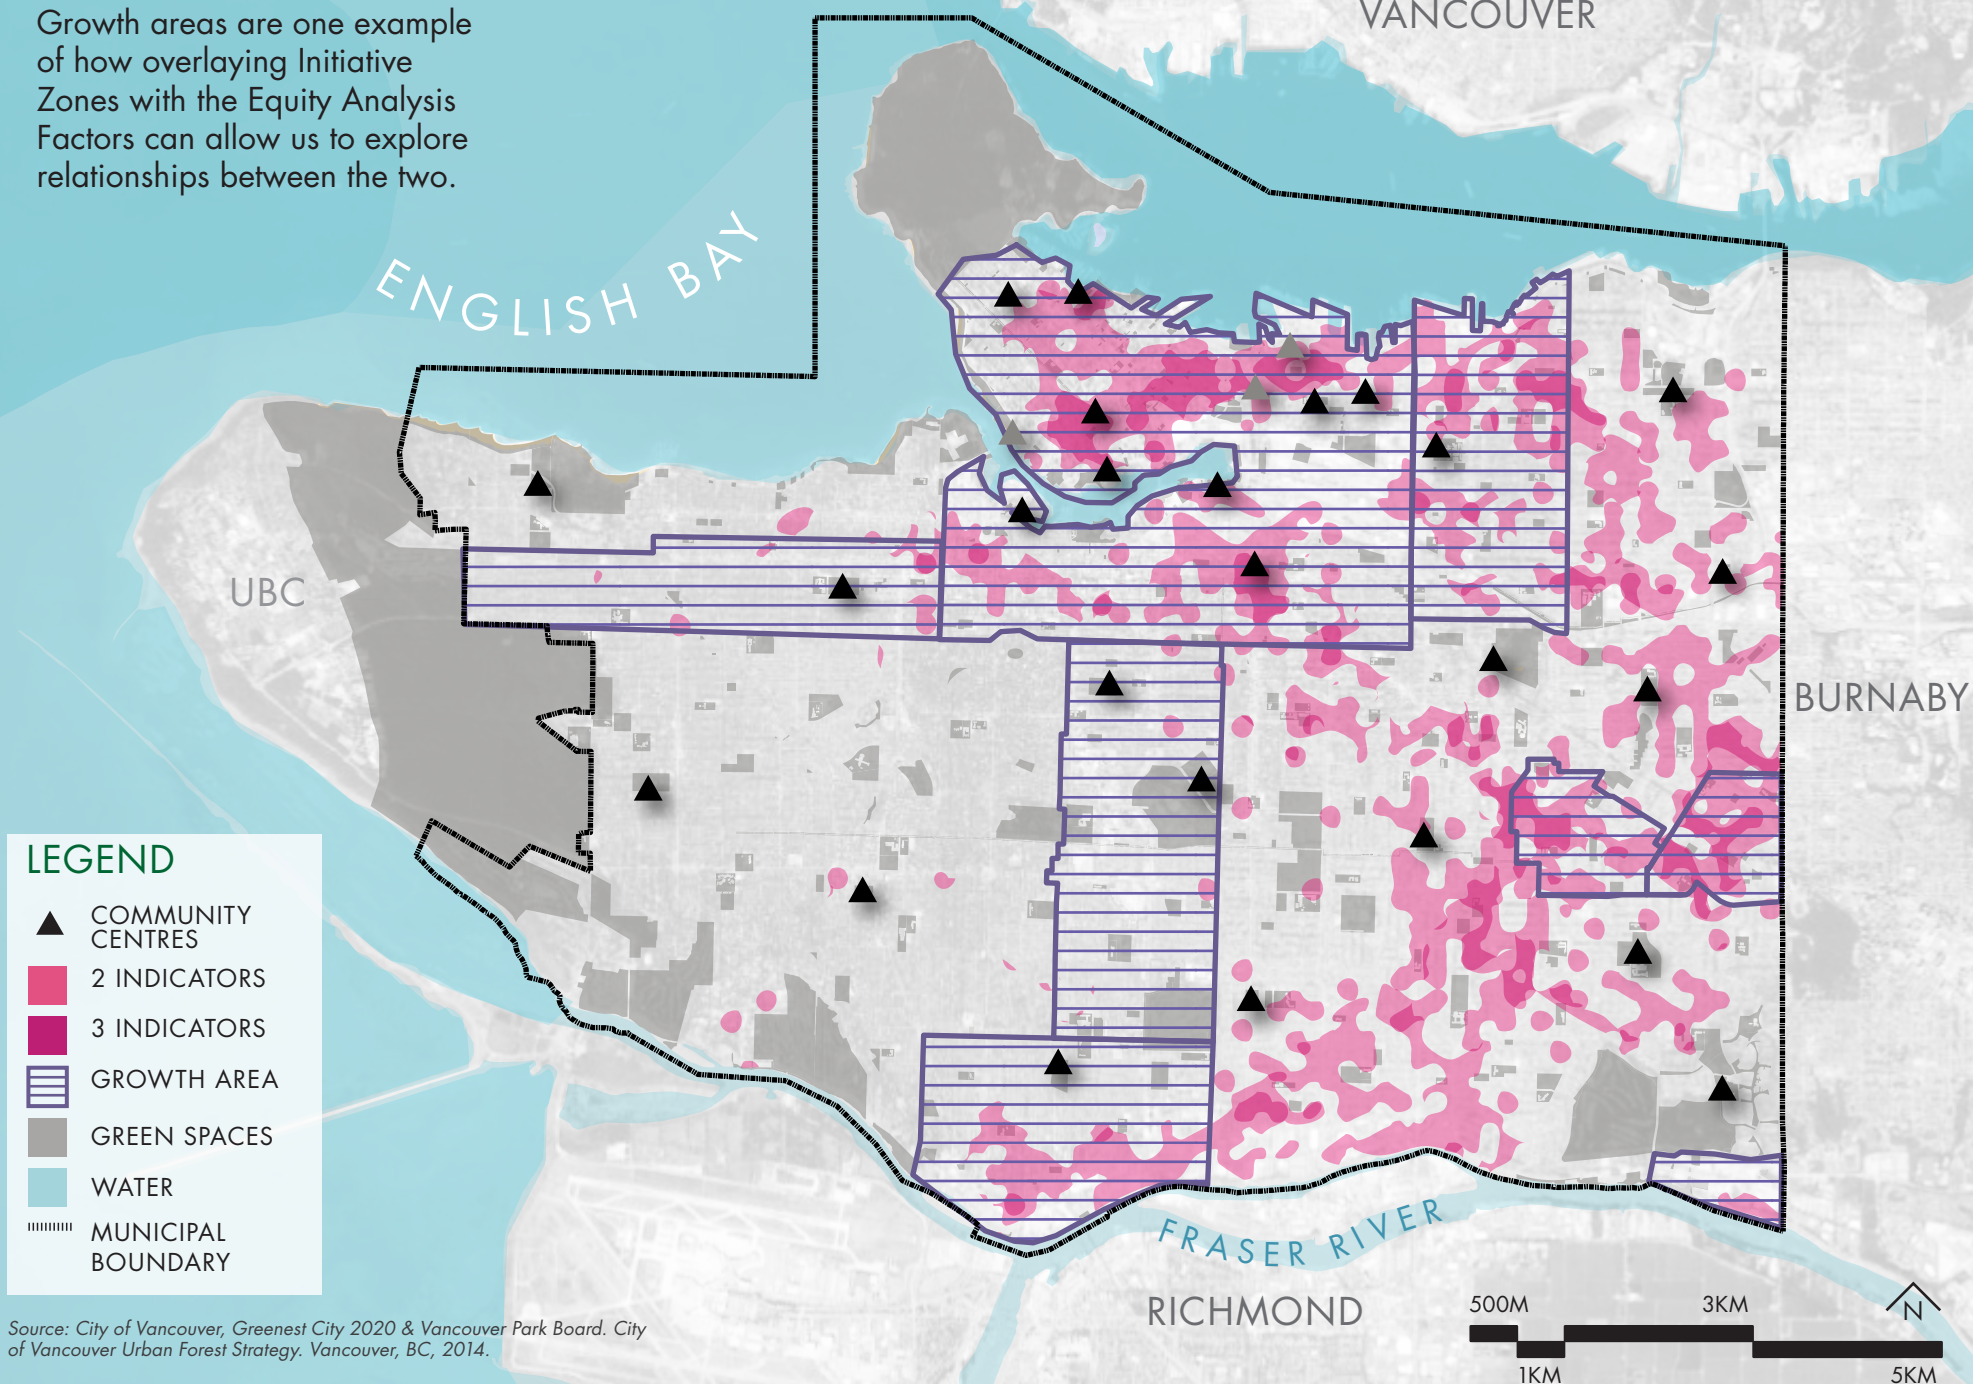 Growth areas are one example
of how overlaying Initiative
Zones with the Equity Analysis
Factors can allow us to explore
relationships between the two.
VANCOUVER
ENGLISH BAY
UBC
BURNABY
LEGEND
COMMUNITY
CENTRES
2 INDICATORS
3 INDICATORS
GROWTH AREA
GREEN SPACES
WATER
MUNICIPAL
BOUNDARY
FRASER RIVER
RICHMOND
500M
3KM
N
1KM
5KM
Source: City of Vancouver, Greenest City 2020 & Vancouver Park Board. City
of Vancouver Urban Forest Strategy. Vancouver, BC, 2014.